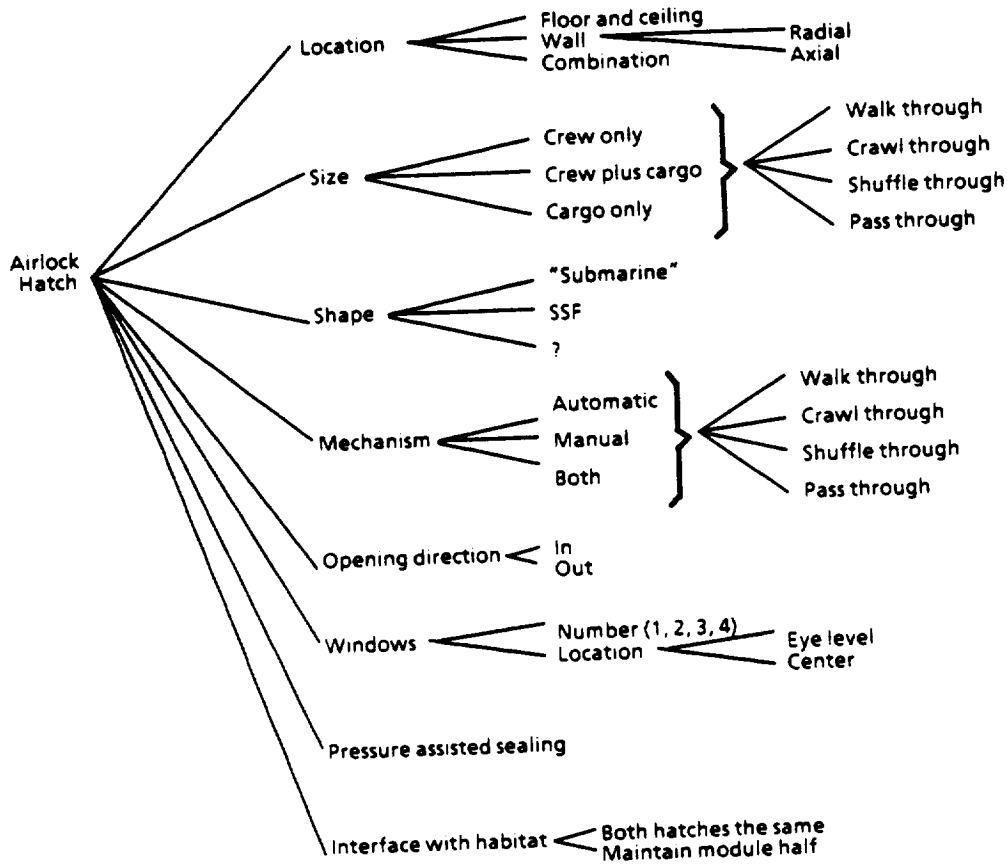 Airlock
Hatch
Location
Floor and ceiling
Wall
Combination
Radial
Axial
Size
Crew only
Crew plus cargo
Cargo only
Walk through
Crawl through
Shuffle through
Pass through
Shape
"Submarine"
SSF
?
Mechanism
Automatic
Manual
Both
Walk through
Crawl through
Shuffle through
Pass through
Opening direction
In
Out
Windows
Number (1, 2, 3, 4)
Location
Eye level
Center
Pressure assisted sealing
Interface with habitat
Both hatches the same
Maintain module half